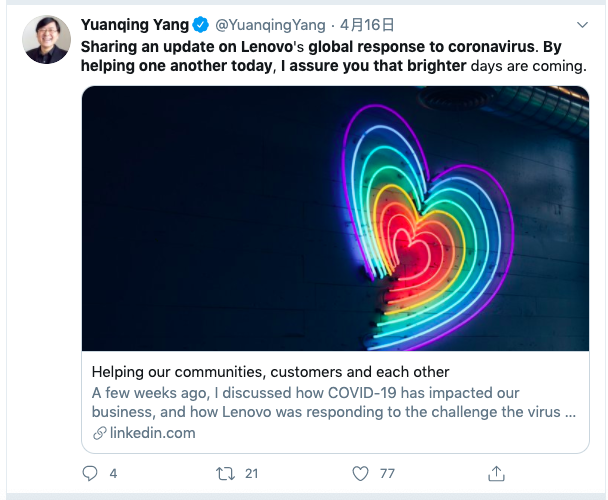 Yuanqing Yang @YuanqingYang · 4月16日
Sharing an update on Lenovo's global response to coronavirus. By
helping one another today, I assure you that brighter days are coming.
Helping our communities, customers and each other
A few weeks ago, I discussed how COVID-19 has impacted our
business, and how Lenovo was responding to the challenge the virus ...
linkedin.com
4 21 77